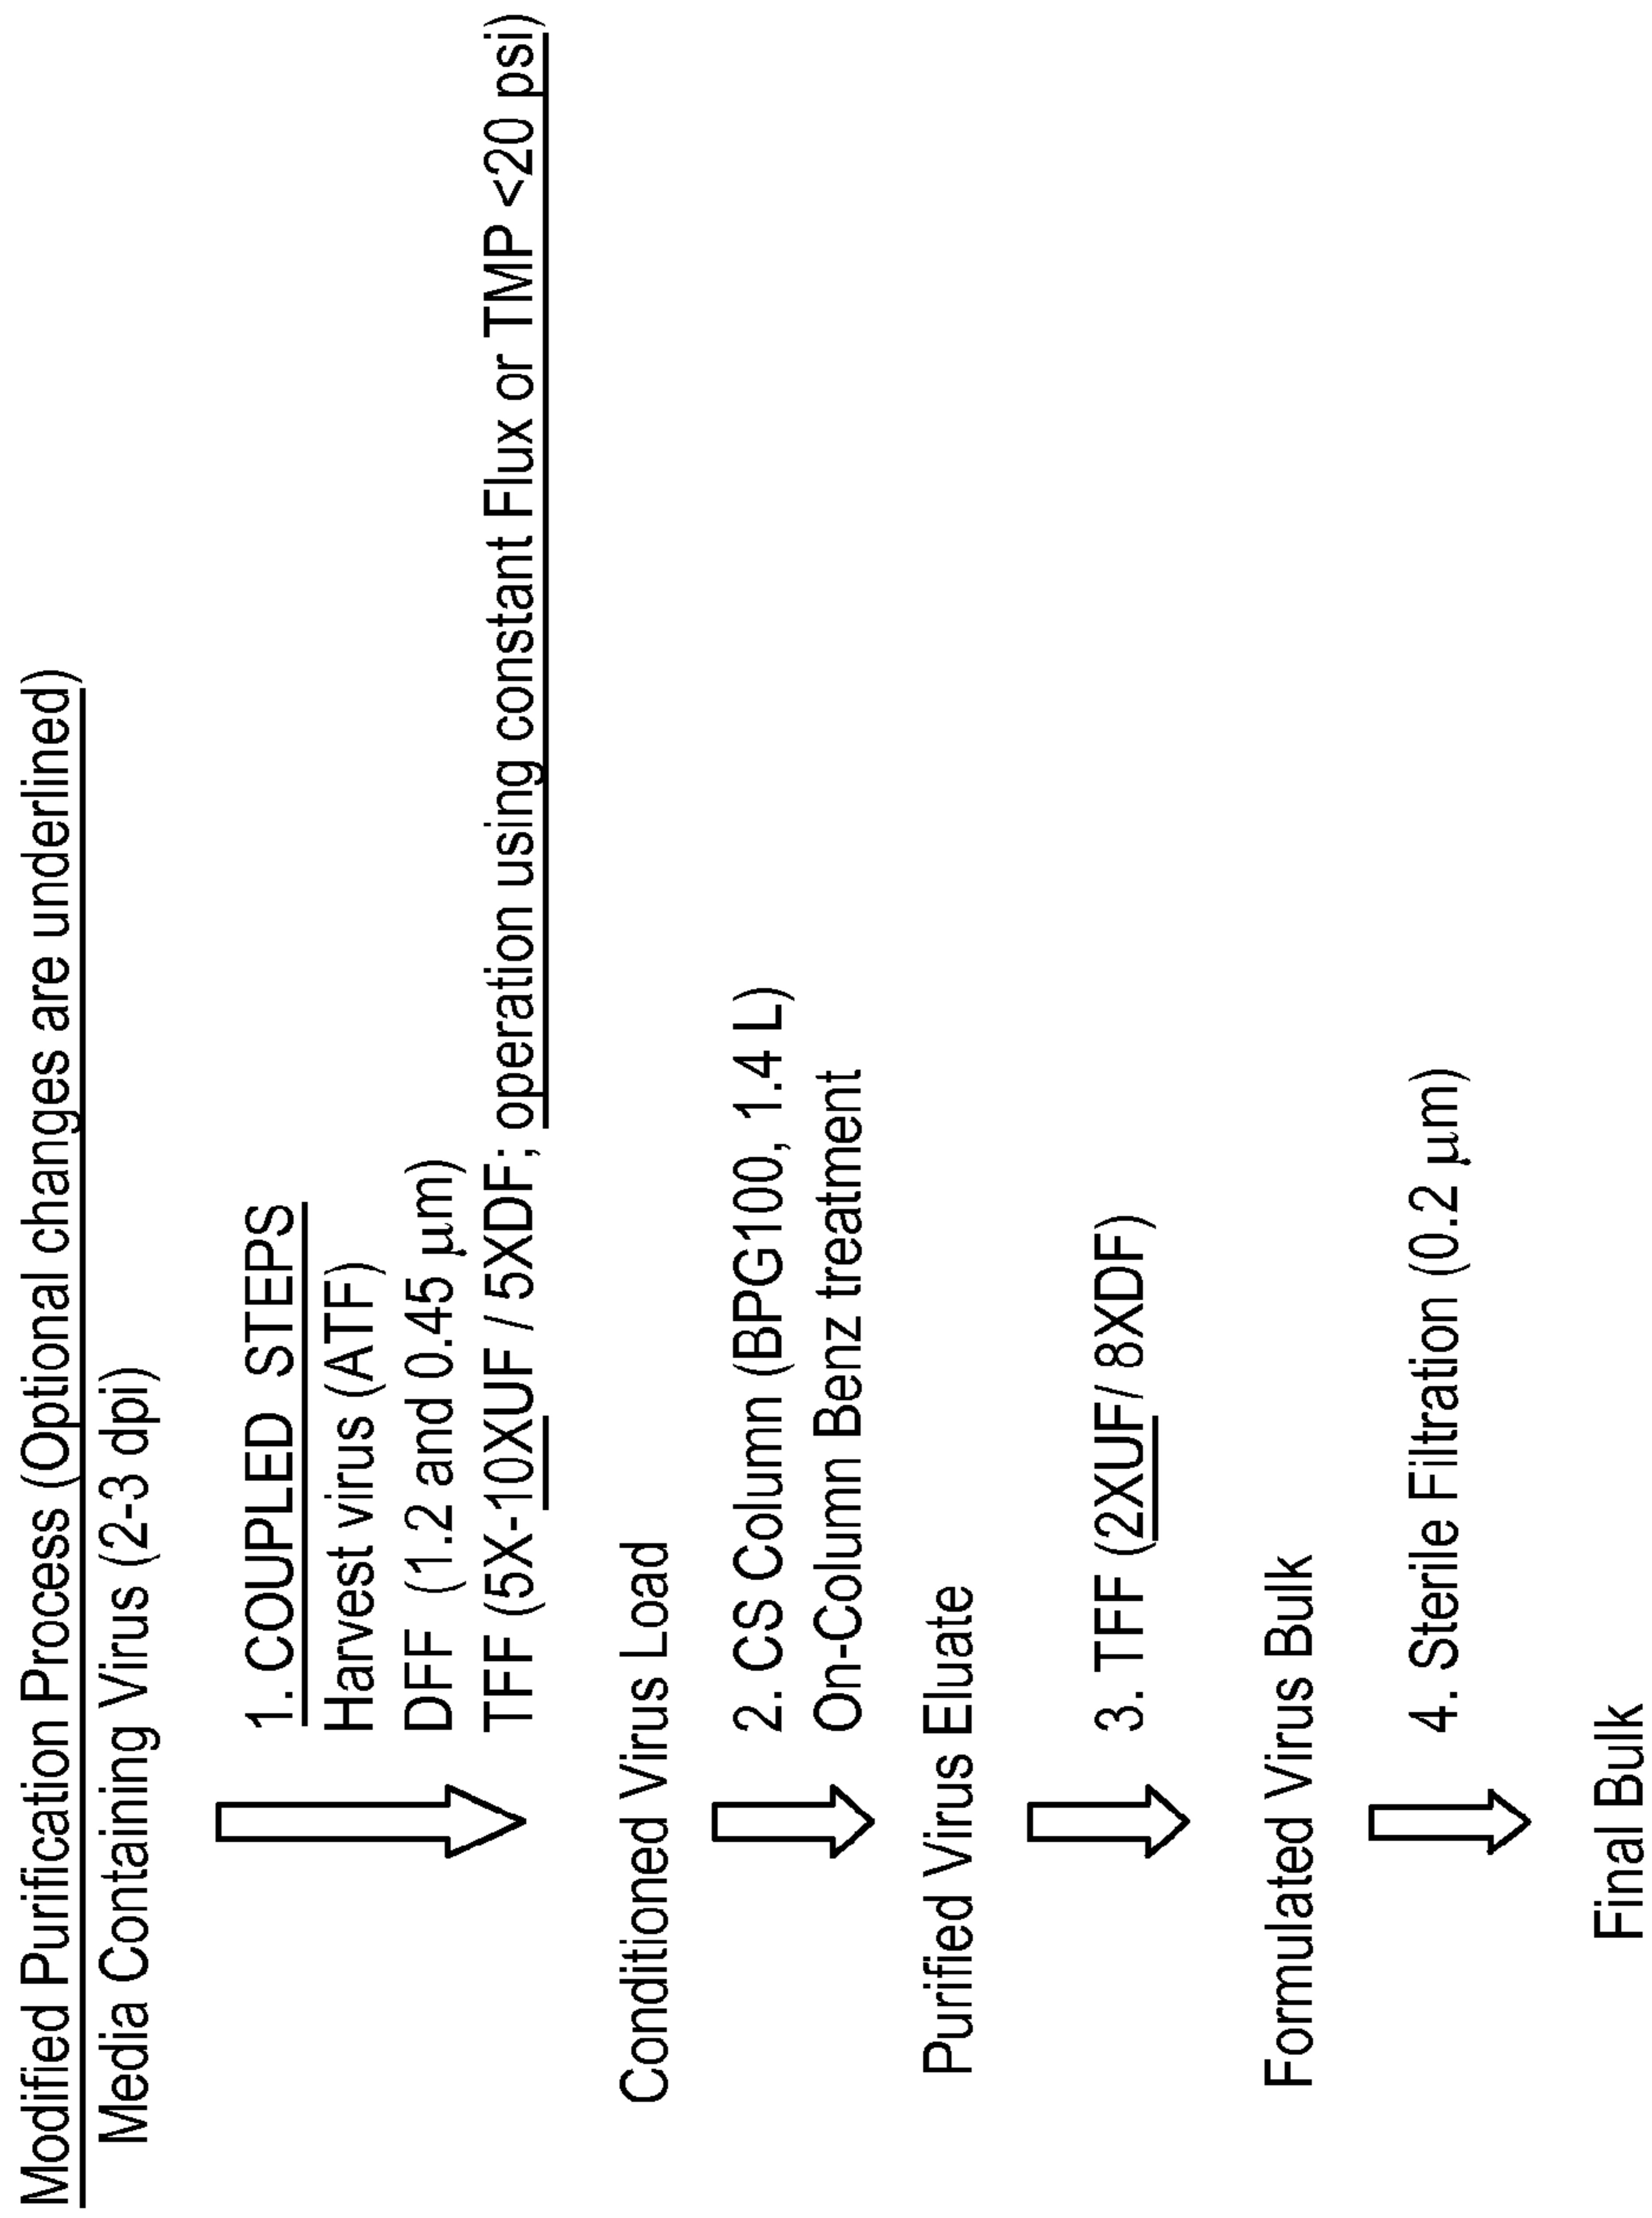 Modified Purification Process (Optional changes are underlined)
Media Containing Virus (2-3 dpi)
1. COUPLED STEPS
Harvest virus (ATF)
DFF (1.2 and 0.45 μm)
TFF (5X-10XUF / 5XDF; operation using constant Flux or TMP <20 psi)
Conditioned Virus Load
2. CS Column (BPG100, 1.4 L)
On-Column Benz treatment
Purified Virus Eluate
3. TFF (2XUF/ 8XDF)
Formulated Virus Bulk
4. Sterile Filtration (0.2 μm)
Final Bulk